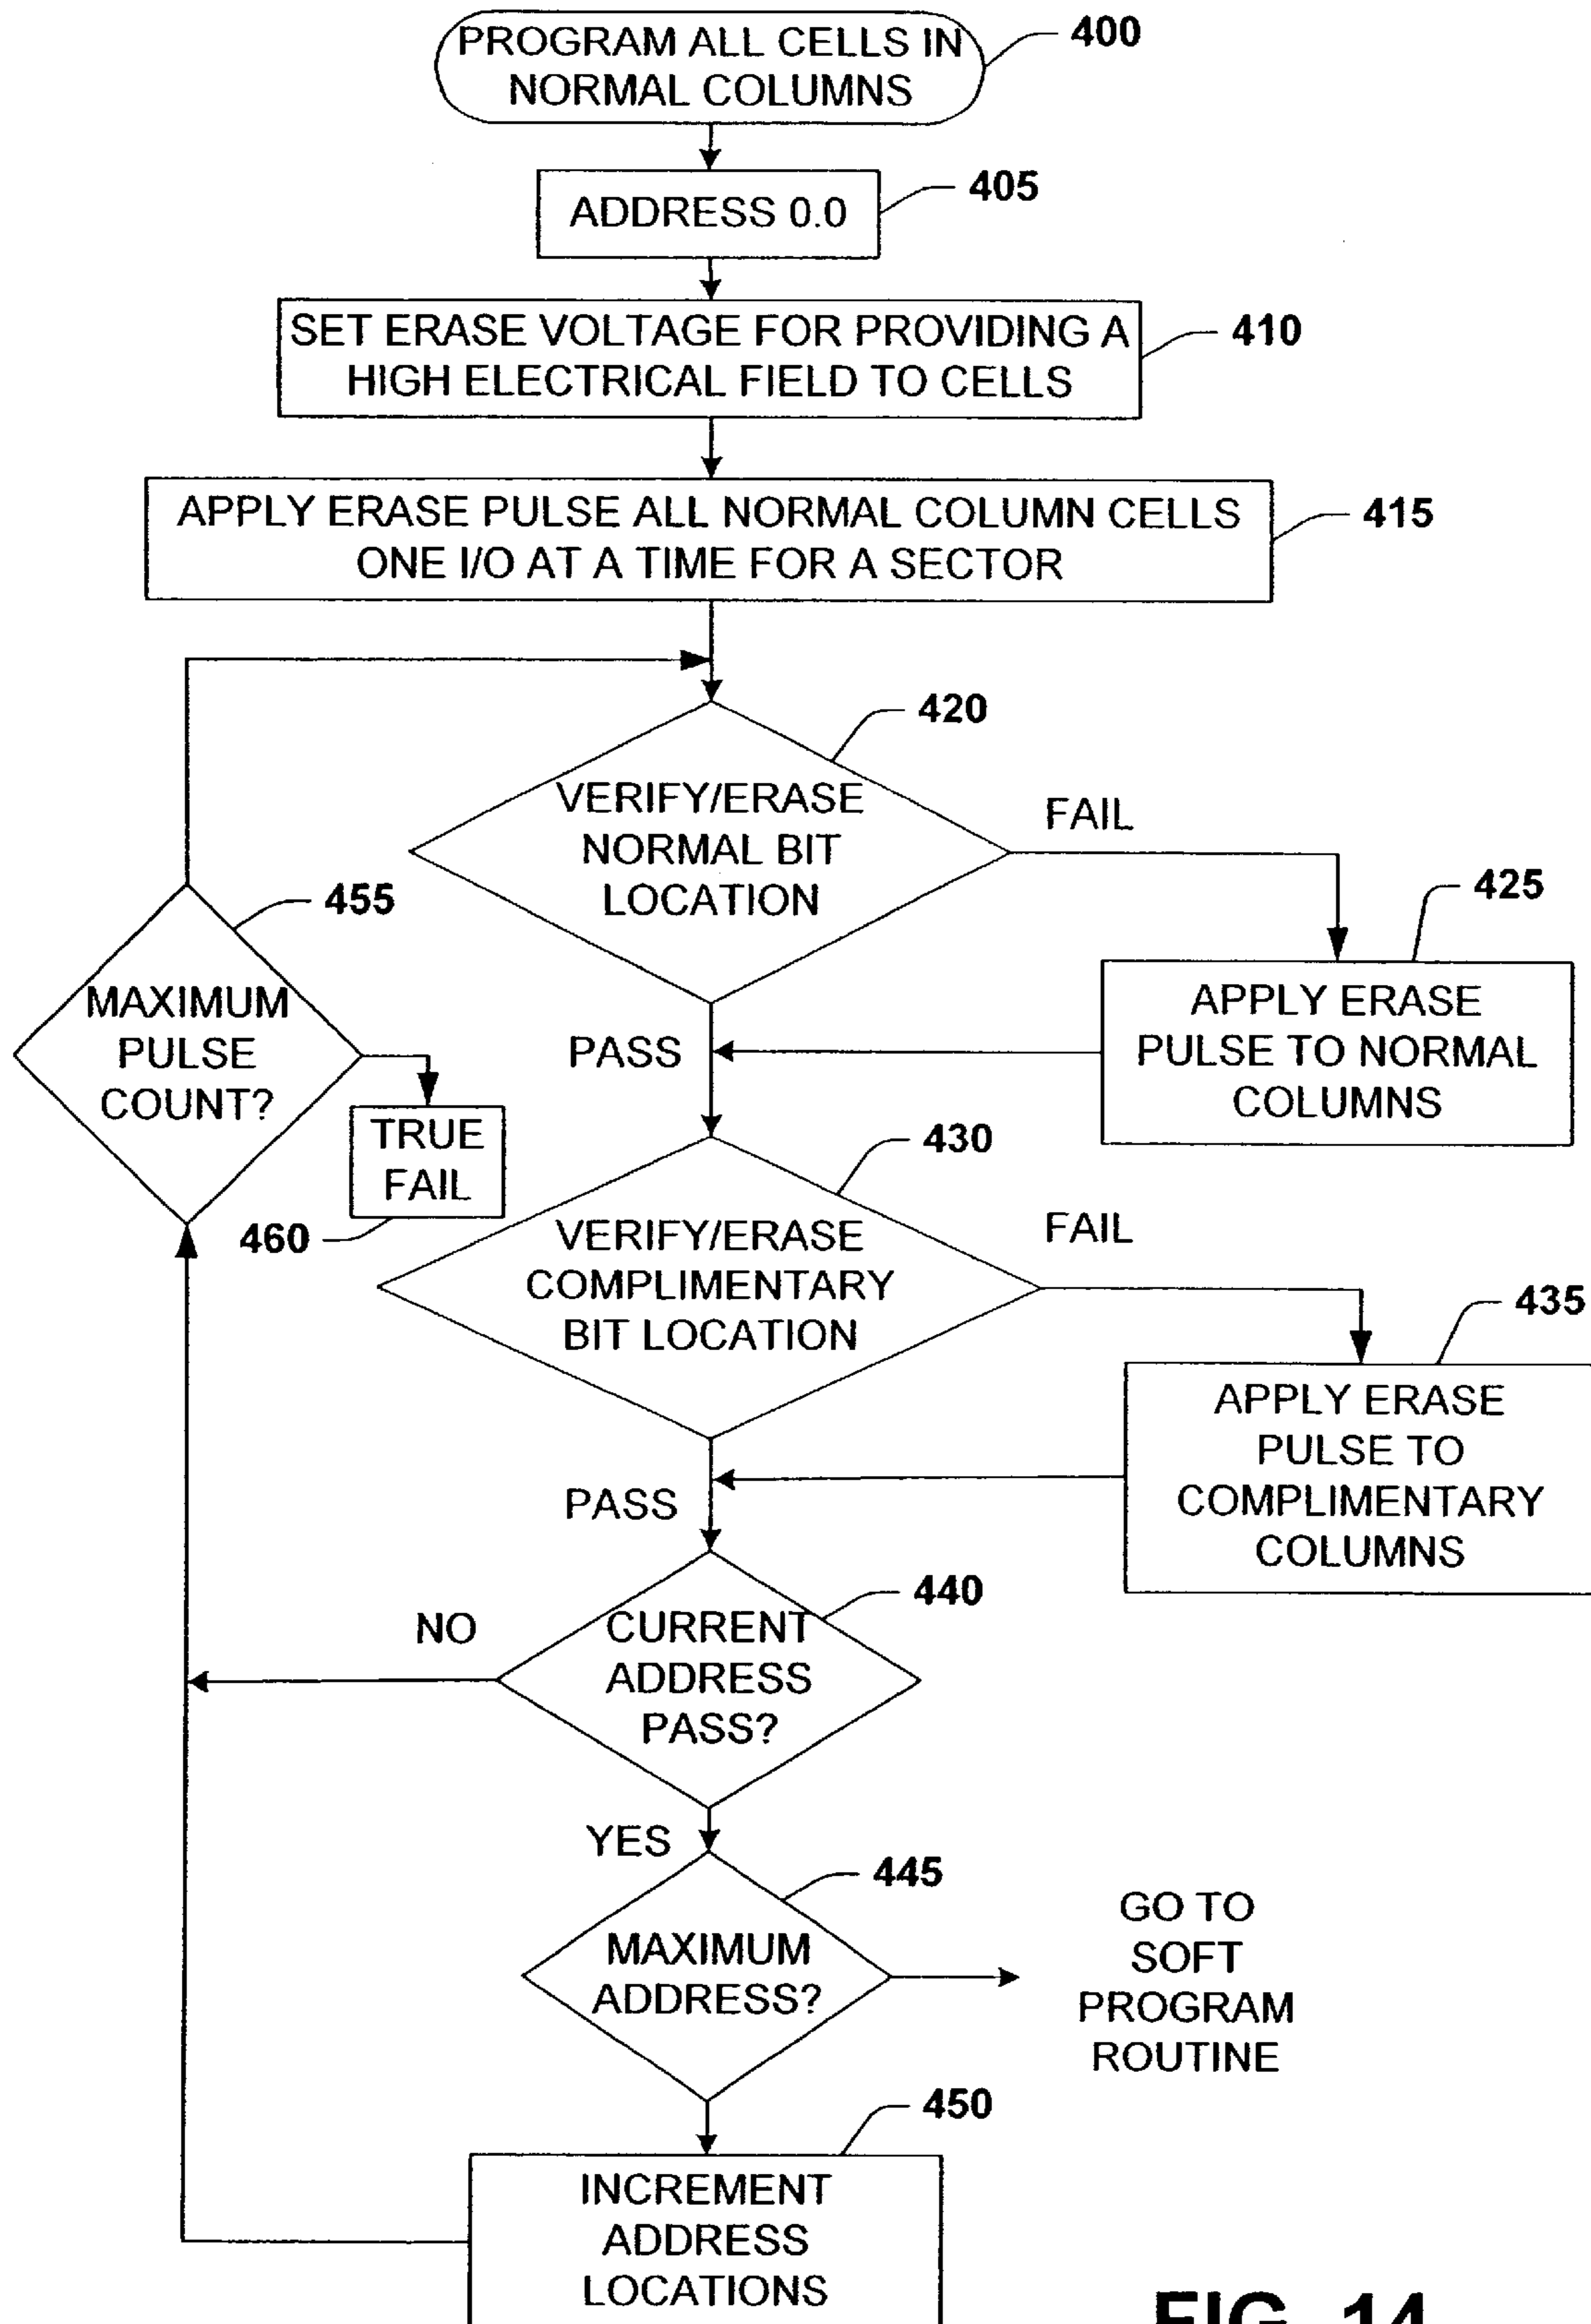 PROGRAM ALL CELLS IN
NORMAL COLUMNS
400
ADDRESS 0.0
405
SET ERASE VOLTAGE FOR PROVIDING A
HIGH ELECTRICAL FIELD TO CELLS
410
APPLY ERASE PULSE ALL NORMAL COLUMN CELLS
ONE I/O AT A TIME FOR A SECTOR
415
VERIFY/ERASE
NORMAL BIT
LOCATION
420
FAIL
APPLY ERASE
PULSE TO NORMAL
COLUMNS
425
MAXIMUM
PULSE
COUNT?
455
TRUE
FAIL
460
PASS
VERIFY/ERASE
COMPLIMENTARY
BIT LOCATION
430
FAIL
APPLY ERASE
PULSE TO
COMPLIMENTARY
COLUMNS
435
PASS
CURRENT
ADDRESS
PASS?
440
NO
YES
MAXIMUM
ADDRESS?
445
GO TO
SOFT
PROGRAM
ROUTINE
INCREMENT
ADDRESS
LOCATIONS
450
FIG. 14